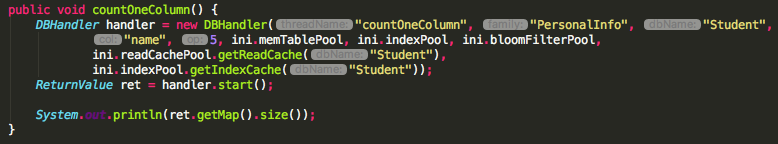 public void countOneColumn() {
DBHandler handler = new DBHandler( threadName: "countOneColumn", family: "PersonalInfo", dbName: "Student",
col: "name", op: 5, ini.memTablePool, ini.indexPool, ini.bloomFilterPool,
ini.readCachePool.getReadCache( dbName: "Student"),
ini.indexPool.getIndexCache( dbName: "Student"));
ReturnValue ret = handler.start();
System.out.println(ret.getMap().size());
}